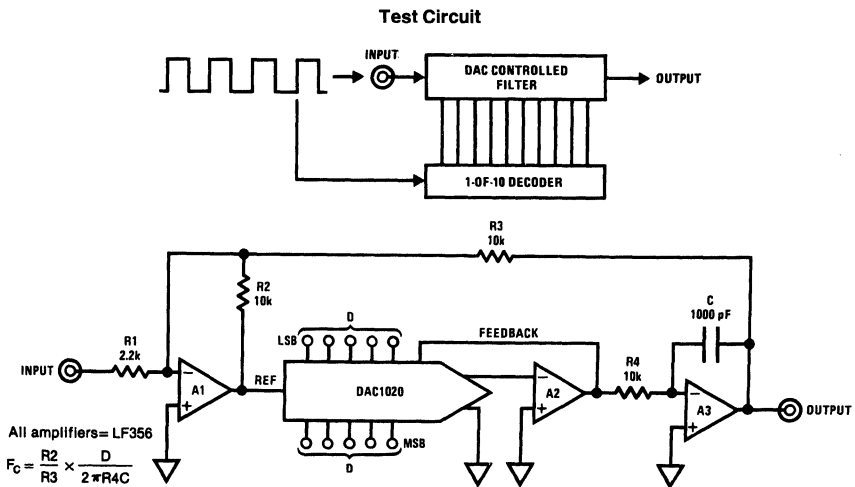 Test Circuit
INPUT
DAC CONTROLLED
FILTER
OUTPUT
1-OF-10 DECODER
R3
10k
R2
10k
D
C
1000 pF
LSB
FEEDBACK
R1
2.2k
R4
10k
INPUT
−
A1
+
REF
DAC1020
−
A2
+
−
A3
+
OUTPUT
MSB
D
All amplifiers= LF356
F_C = R2/R3 × D/2πR4C